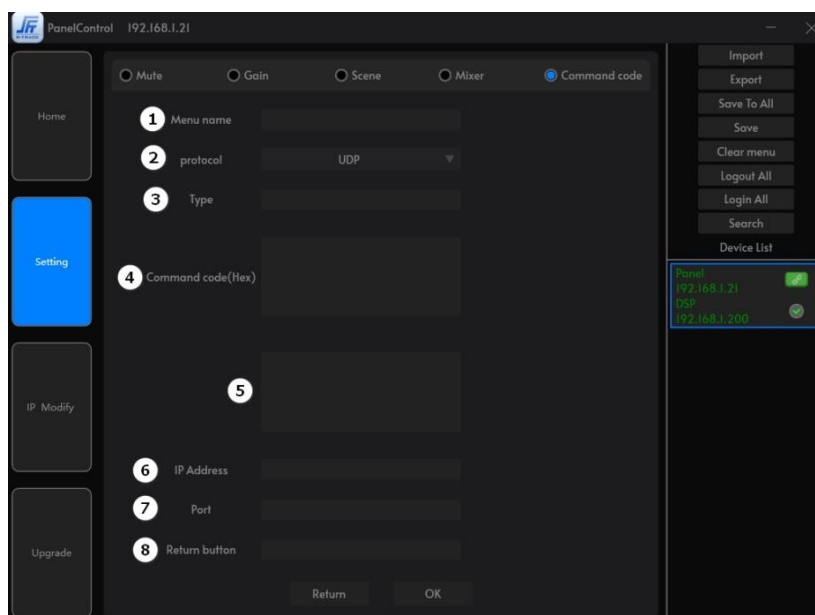 PanelControl 192.168.1.21
Home
Setting
IP Modify
Upgrade
Mute Gain Scene Mixer Command code
1 Menu name
2 protocol UDP
3 Type
4 Command code(Hex)
5
6 IP Address
7 Port
8 Return button
Return OK
Import
Export
Save To All
Save
Clear menu
Logout All
Login All
Search
Device List
Panel
192.168.1.21
DSP
192.168.1.200